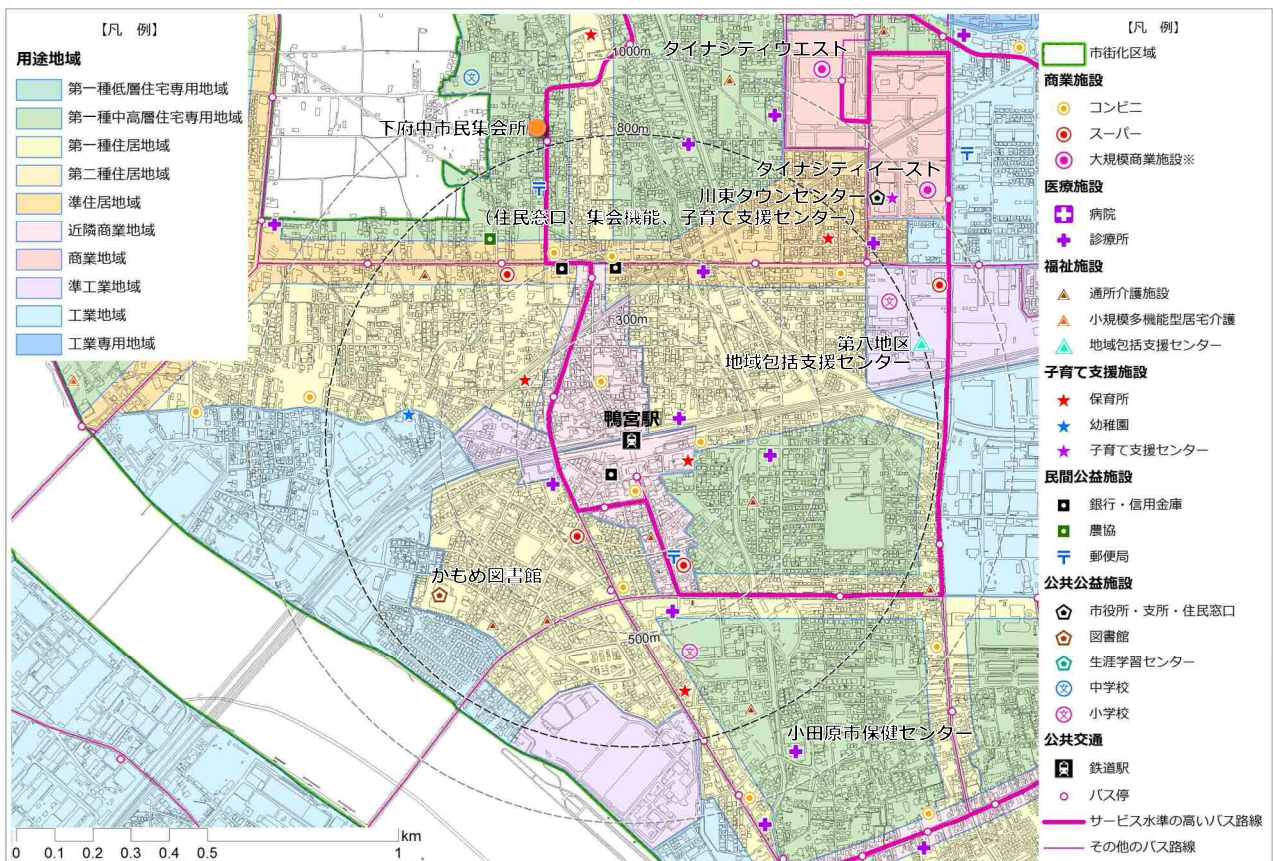 【凡　例】
用途地域
第一種低層住宅専用地域
第一種中高層住宅専用地域
第一種住居地域
第二種住居地域
準住居地域
近隣商業地域
商業地域
準工業地域
工業地域
工業専用地域
1000m
タイナシティウエスト
下府中市民集会所
800m
タイナシティイースト
川東タウンセンター
（住民窓口、集会機能、子育て支援センター）
300m
第八地区
地域包括支援センター
鴨宮駅
かもめ図書館
500m
小田原市保健センター
文
文
文
km
0 0.1 0.2 0.3 0.4 0.5 1
【凡　例】
市街化区域
商業施設
コンビニ
スーパー
大規模商業施設※
医療施設
病院
診療所
福祉施設
通所介護施設
小規模多機能型居宅介護
地域包括支援センター
子育て支援施設
保育所
幼稚園
子育て支援センター
民間公益施設
銀行・信用金庫
農協
郵便局
公共公益施設
市役所・支所・住民窓口
図書館
生涯学習センター
文 中学校
文 小学校
公共交通
鉄道駅
バス停
サービス水準の高いバス路線
その他のバス路線